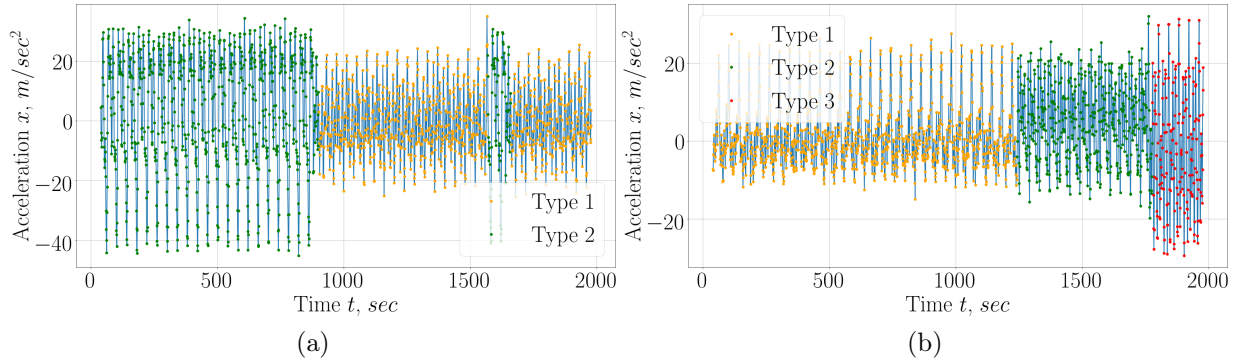 Acceleration x, m/sec²
20
0
−20
−40
0
500
1000
1500
2000
Time t, sec
Type 1
Type 2
(a)
Acceleration x, m/sec²
20
0
−20
0
500
1000
1500
2000
Time t, sec
Type 1
Type 2
Type 3
(b)